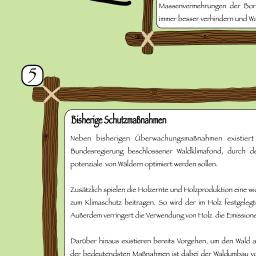 Massenvermehrungen der Bor
immer besser verhindern und Wa
5
Bisherige Schutzmaßnahmen
Neben bisherigen Überwachungsmaßnahmen existiert
Bundesregierung beschlossener Waldklimafond, durch de
potenziale von Wäldern optimiert werden sollen.
Zusätzlich spielen die Holzernte und Holzproduktion eine wi
zum Klimaschutz beitragen. So wird der im Holz festgelegt
Außerdem verringert die Verwendung von Holz die Emissione
Darüber hinaus existieren bereits Vorgehen, um den Wald a
der bedeutendsten Maßnahmen ist dabei der Waldumbau vo